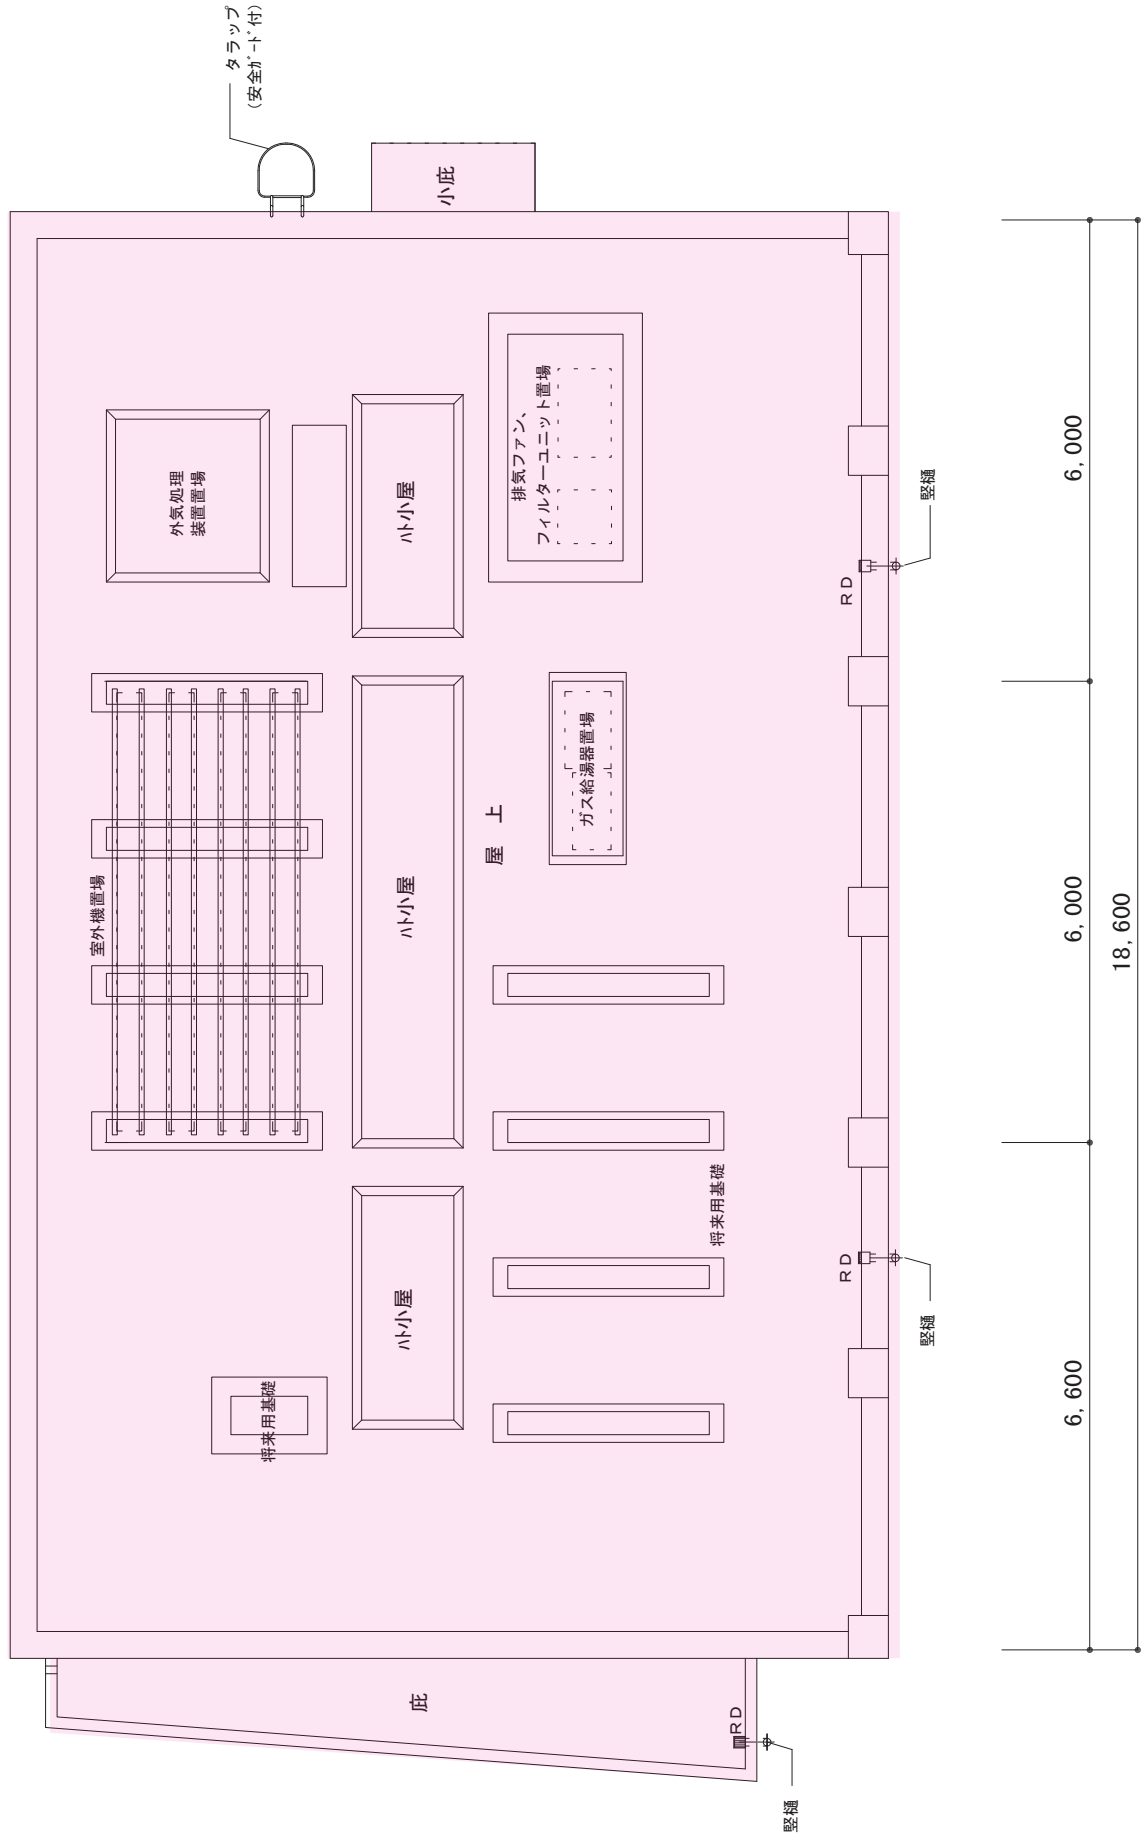 タラップ
(安全ｶﾞｰﾄﾞ付)
室外機置場
外気処理
装置置場
将来用基礎
ﾊﾄ小屋
ﾊﾄ小屋
ﾊﾄ小屋
庇
小庇
屋上
排気ファン、
フィルターユニット置場
ガス給湯器置場
将来用基礎
RD
竪樋
RD
竪樋
RD
竪樋
6,600
6,000
6,000
18,600